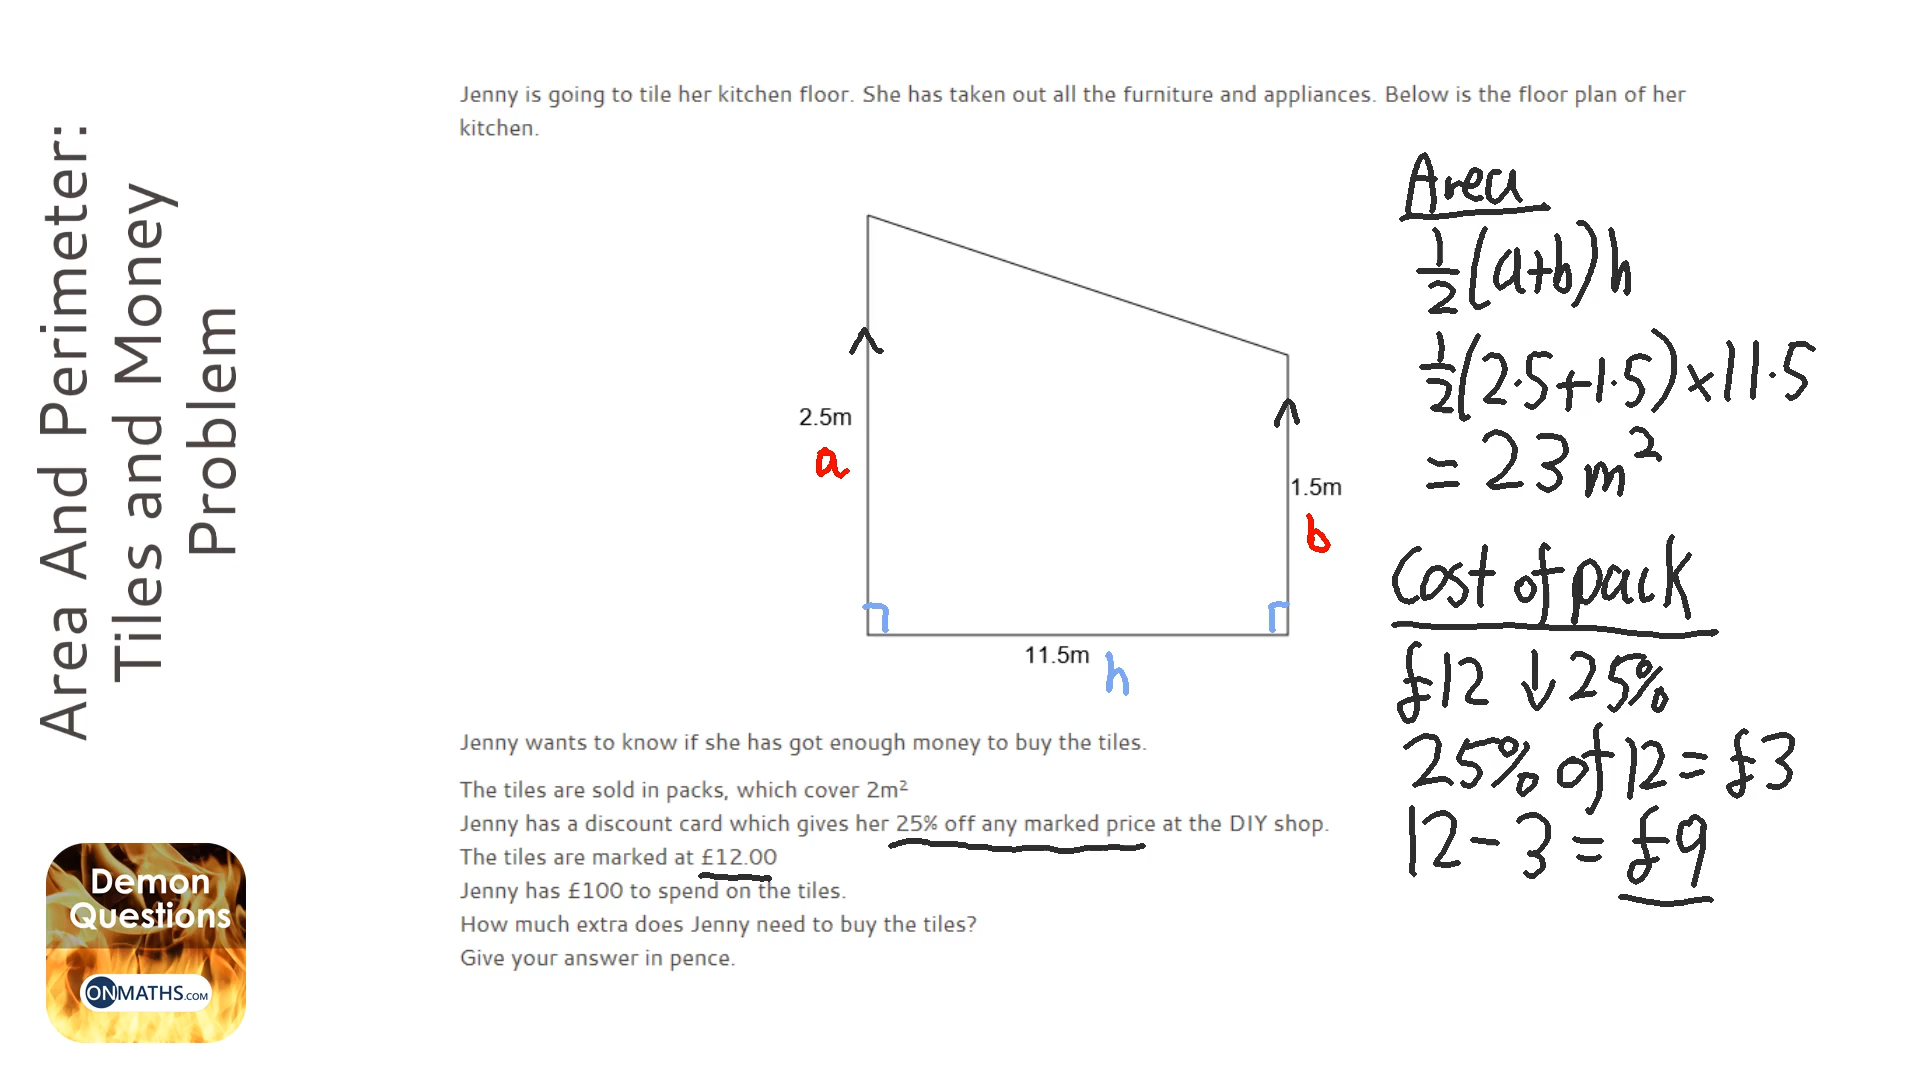 Area And Perimeter:
Tiles and Money
Problem
Jenny is going to tile her kitchen floor. She has taken out all the furniture and appliances. Below is the floor plan of her
kitchen.
2.5m
a
1.5m
b
11.5m
h
Area
½(a+b)h
½(2.5+1.5)×11.5
= 23 m²
Cost of pack
£12 ↓ 25%
25% of 12 = £3
12 - 3 = £9
Jenny wants to know if she has got enough money to buy the tiles.
The tiles are sold in packs, which cover 2m²
Jenny has a discount card which gives her 25% off any marked price at the DIY shop.
The tiles are marked at £12.00
Jenny has £100 to spend on the tiles.
How much extra does Jenny need to buy the tiles?
Give your answer in pence.
Demon
Questions
ONMATHS.COM